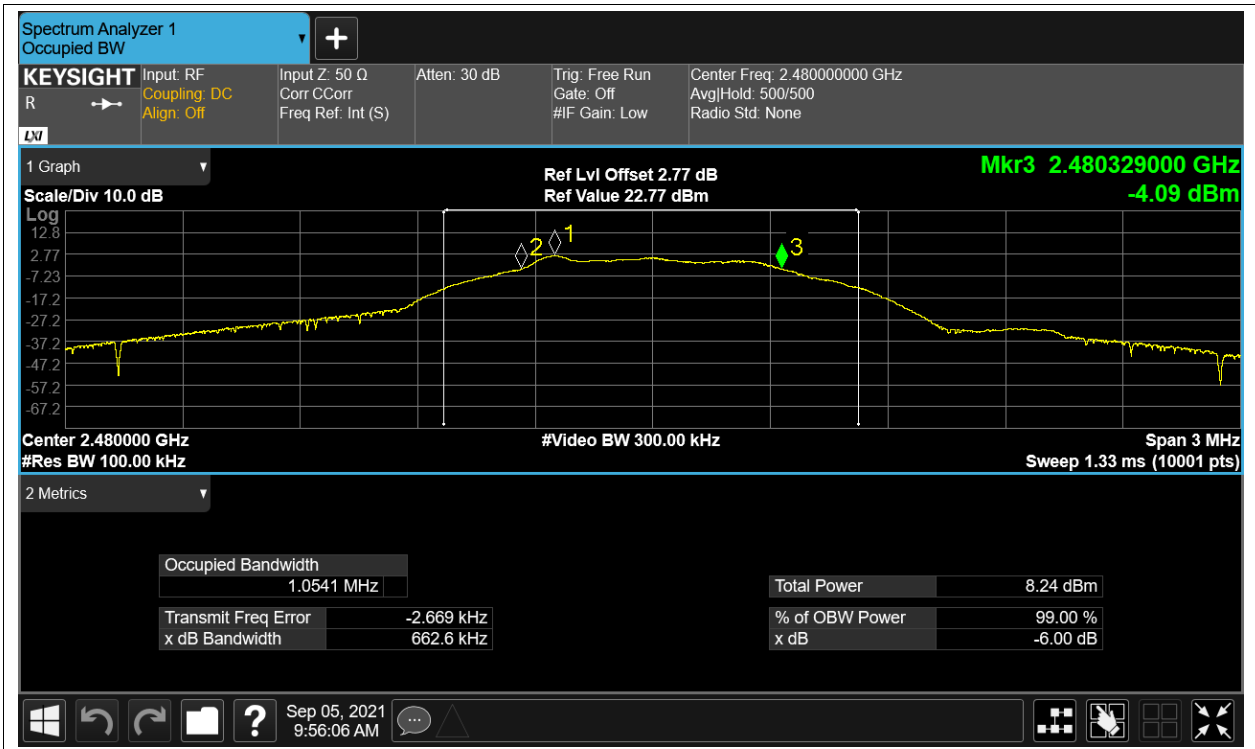 Spectrum Analyzer 1
Occupied BW
KEYSIGHT
R
LXI
Input: RF
Coupling: DC
Align: Off
Input Z: 50 Ω
Corr CCorr
Freq Ref: Int (S)
Atten: 30 dB
Trig: Free Run
Gate: Off
#IF Gain: Low
Center Freq: 2.480000000 GHz
Avg|Hold: 500/500
Radio Std: None
1 Graph
Scale/Div 10.0 dB
Ref Lvl Offset 2.77 dB
Ref Value 22.77 dBm
Mkr3 2.480329000 GHz
-4.09 dBm
Log
12.8
2.77
-7.23
-17.2
-27.2
-37.2
-47.2
-57.2
-67.2
2
1
3
Center 2.480000 GHz
#Res BW 100.00 kHz
#Video BW 300.00 kHz
Span 3 MHz
Sweep 1.33 ms (10001 pts)
2 Metrics
Occupied Bandwidth
1.0541 MHz
Transmit Freq Error -2.669 kHz
x dB Bandwidth 662.6 kHz
Total Power 8.24 dBm
% of OBW Power 99.00 %
x dB -6.00 dB
?
Sep 05, 2021
9:56:06 AM